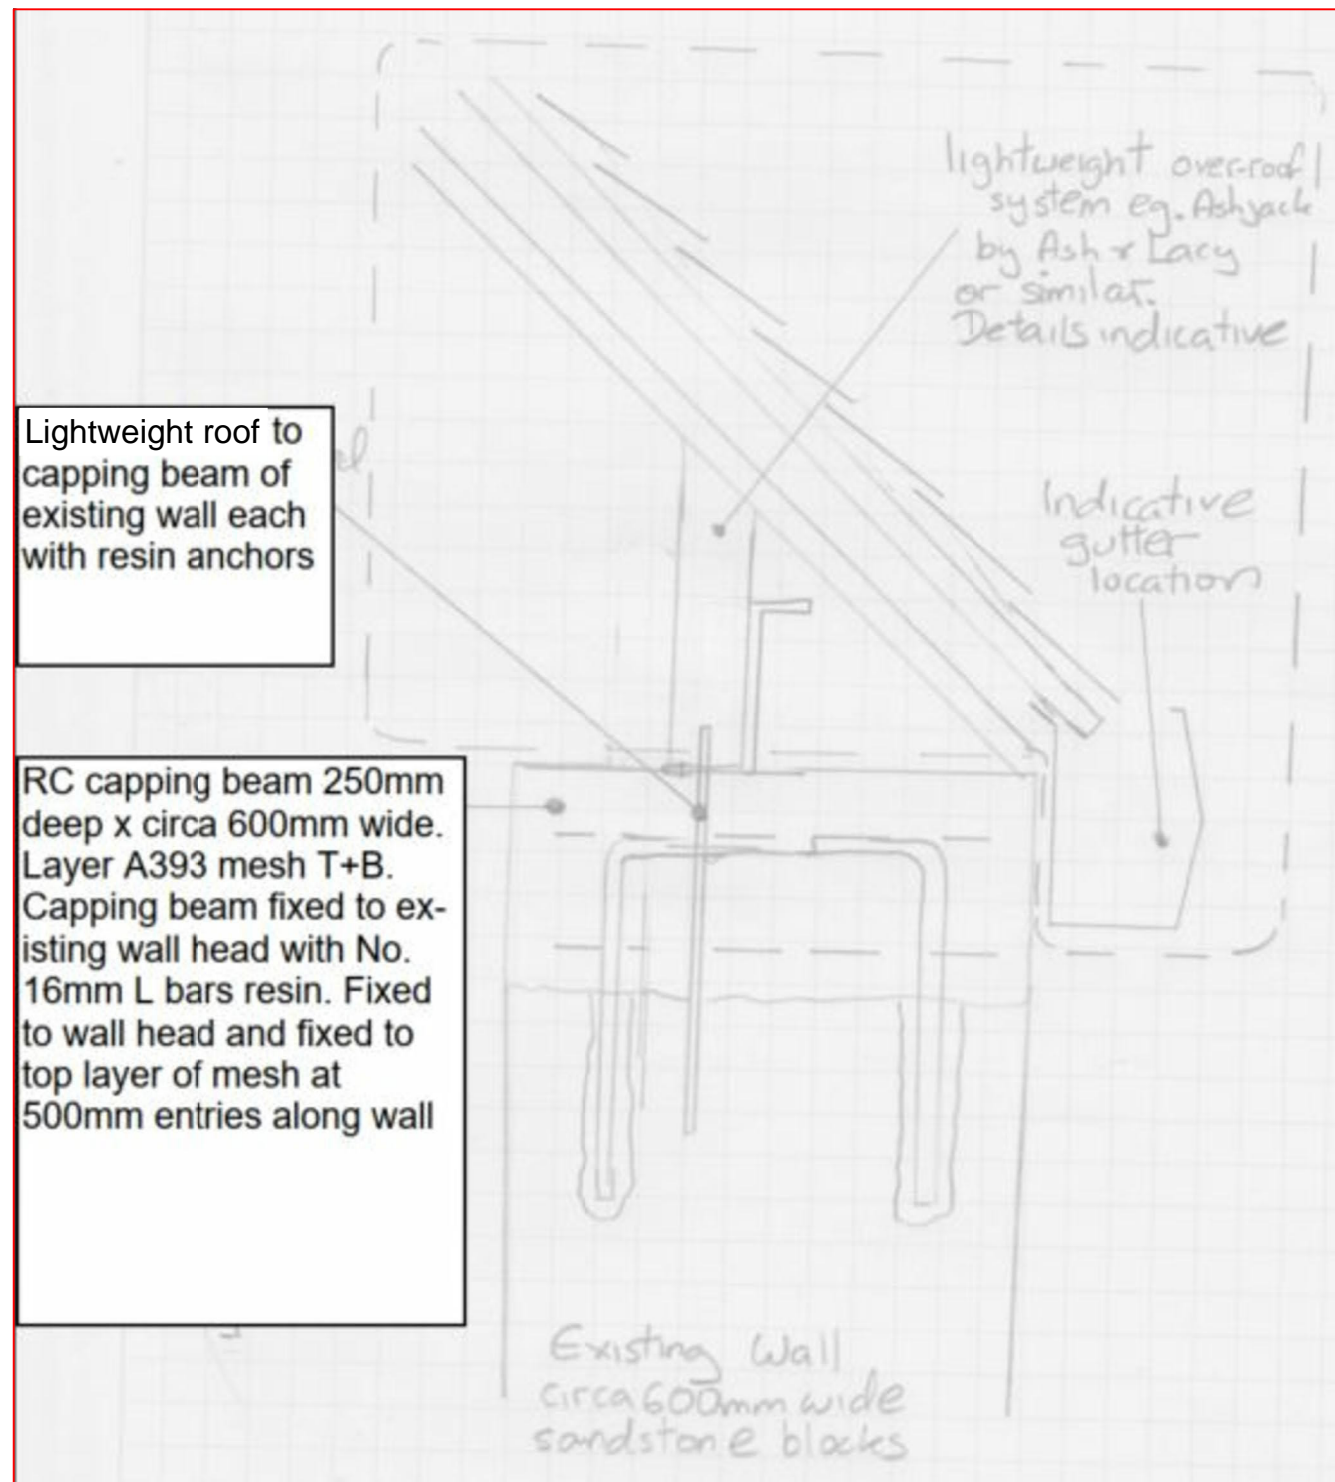 lightweight over-roof
system eg. Ashjack
by Ash + Lacy
or similar.
Details indicative
Lightweight roof to
capping beam of
existing wall each
with resin anchors
Indicative
gutter
location
RC capping beam 250mm
deep x circa 600mm wide.
Layer A393 mesh T+B.
Capping beam fixed to ex-
isting wall head with No.
16mm L bars resin. Fixed
to wall head and fixed to
top layer of mesh at
500mm entries along wall
Existing Wall
circa 600mm wide
sandstone blocks